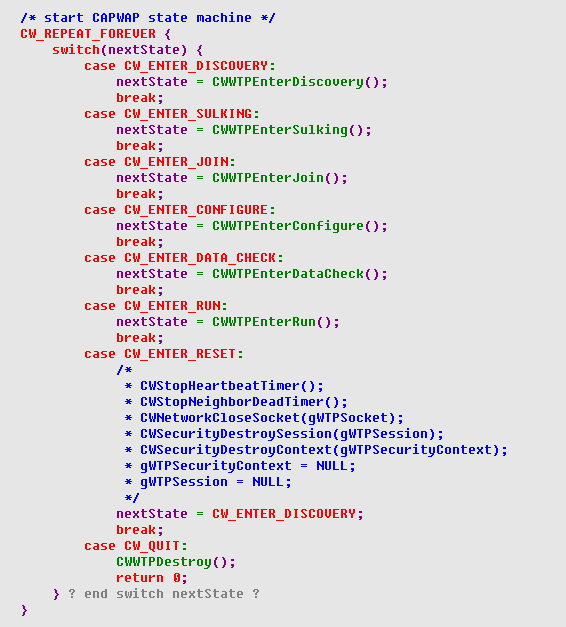 /* start CAPWAP state machine */
CW_REPEAT_FOREVER {
    switch(nextState) {
        case CW_ENTER_DISCOVERY:
            nextState = CWWTPEnterDiscovery();
            break;
        case CW_ENTER_SULKING:
            nextState = CWWTPEnterSulking();
            break;
        case CW_ENTER_JOIN:
            nextState = CWWTPEnterJoin();
            break;
        case CW_ENTER_CONFIGURE:
            nextState = CWWTPEnterConfigure();
            break;
        case CW_ENTER_DATA_CHECK:
            nextState = CWWTPEnterDataCheck();
            break;
        case CW_ENTER_RUN:
            nextState = CWWTPEnterRun();
            break;
        case CW_ENTER_RESET:
            /*
             * CWStopHeartbeatTimer();
             * CWStopNeighborDeadTimer();
             * CWNetworkCloseSocket(gWTPSocket);
             * CWSecurityDestroySession(gWTPSession);
             * CWSecurityDestroyContext(gWTPSecurityContext);
             * gWTPSecurityContext = NULL;
             * gWTPSession = NULL;
             */
            nextState = CW_ENTER_DISCOVERY;
            break;
        case CW_QUIT:
            CWWTPDestroy();
            return 0;
    } ? end switch nextState ?
}